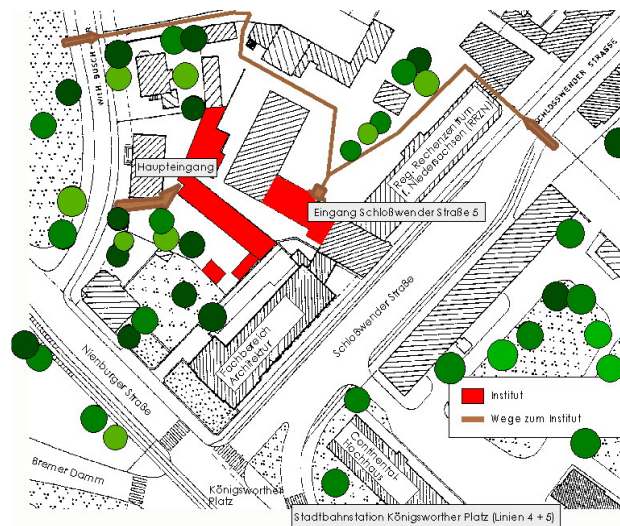 W.H. BUSCH
SCHLOSSWENDER STRASSE
Haupteingang
Reg. Rechenzentrum
f. Niedersachsen (RRZN)
Eingang Schloßwender Straße 5
Schloßwender Straße
Fachbereich
Architektur
Nienburger Straße
Institut
Wege zum Institut
Continental-
Hochhaus
Bremer Damm
Königsworther
Platz
Stadtbahnstation Königsworther Platz (Linien 4 + 5)